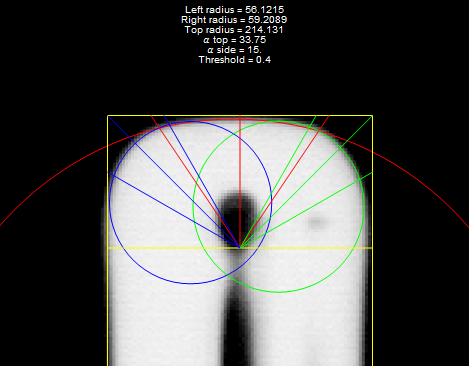 Left radius = 56.1215
Right radius = 59.2089
Top radius = 214.131
α top = 33.75
α side = 15.
Threshold = 0.4